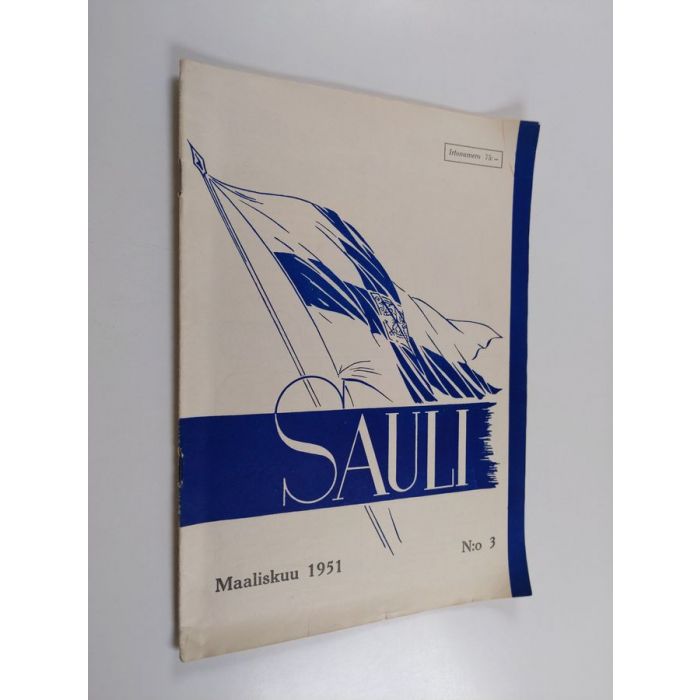 Irtonumero 75:—
SAULI
N:o 3
Maaliskuu 1951